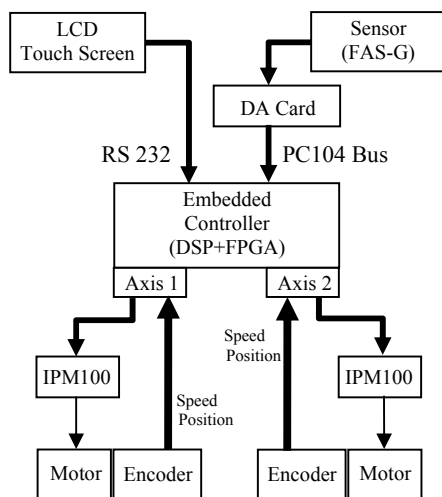 LCD
Touch Screen
Sensor
(FAS-G)
DA Card
RS 232
PC104 Bus
Embedded
Controller
(DSP+FPGA)
Axis 1
Axis 2
Speed
Position
IPM100
IPM100
Speed
Position
Motor
Encoder
Encoder
Motor